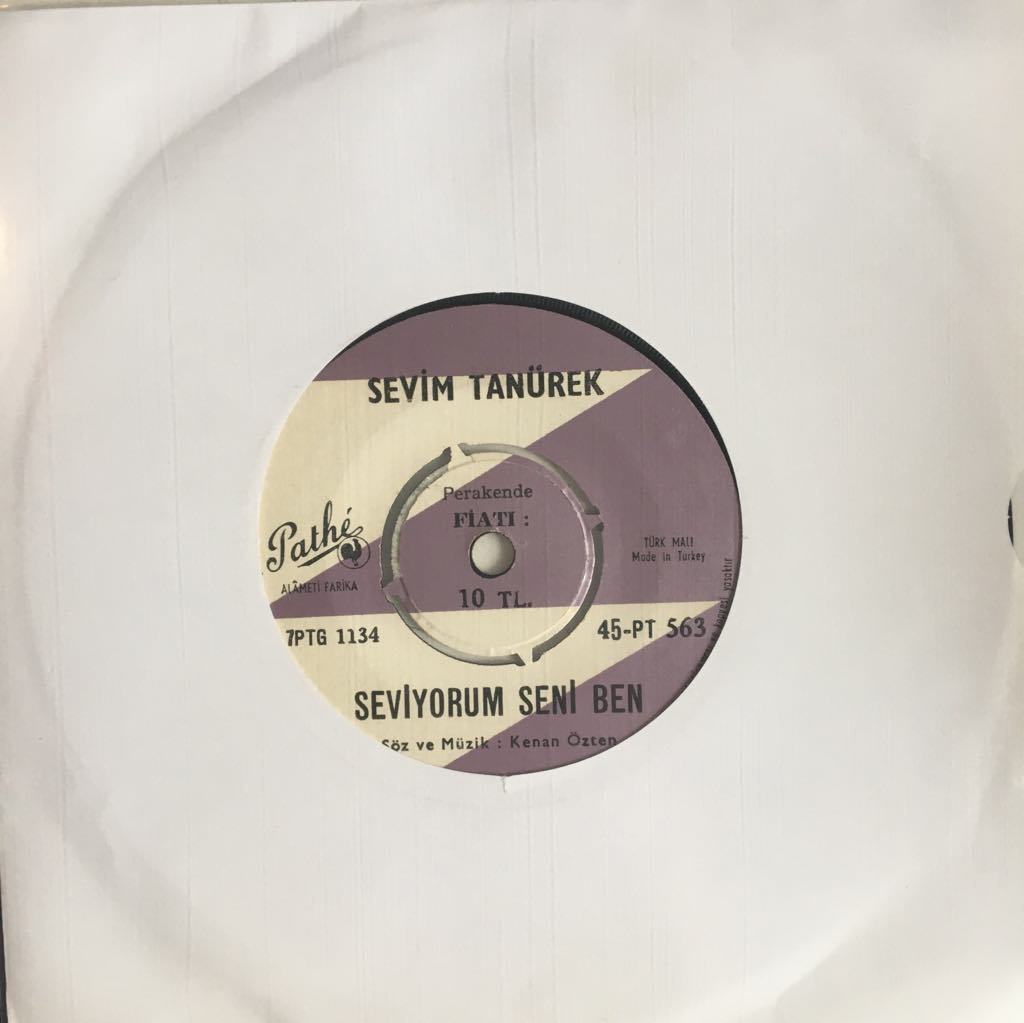 SEVİM TANÜREK
Perakende
FİATI :
Pathé
ALÂMETİ FARİKA
TÜRK MALI
Made in Turkey
10 TL.
7PTG 1134
45-PT 563
SEVİYORUM SENİ BEN
Söz ve Müzik : Kenan Özten
yasaktır